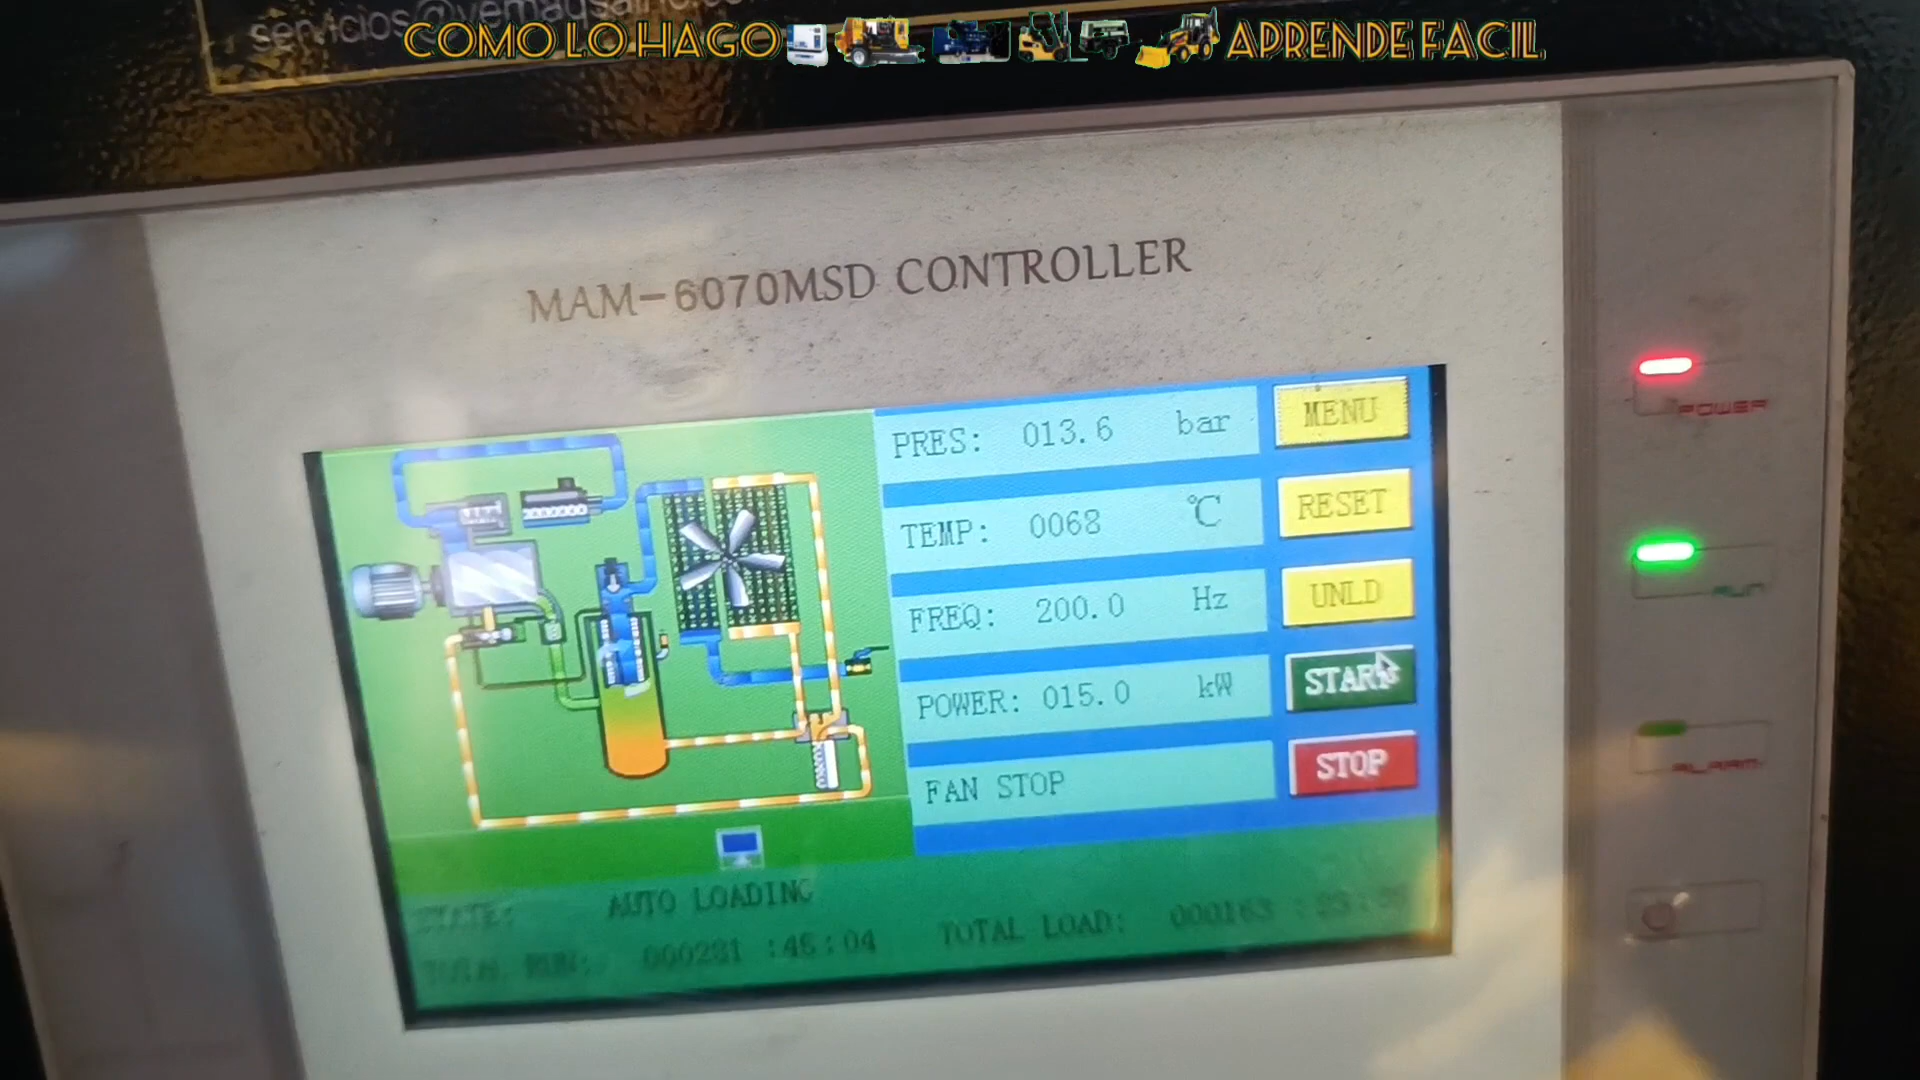 servicios@vemaqsa
COMO LO HAGO APRENDE FACIL
MAM-6070MSD CONTROLLER
PRES: 013.6 bar
MENU
TEMP: 0068 ℃
RESET
FREQ: 200.0 Hz
UNLD
POWER: 015.0 kW
START
FAN STOP
STOP
STATE: AUTO LOADING
TOTAL RUN: 000281 :46:04 TOTAL LOAD: 000163
POWER
RUN
ALARM